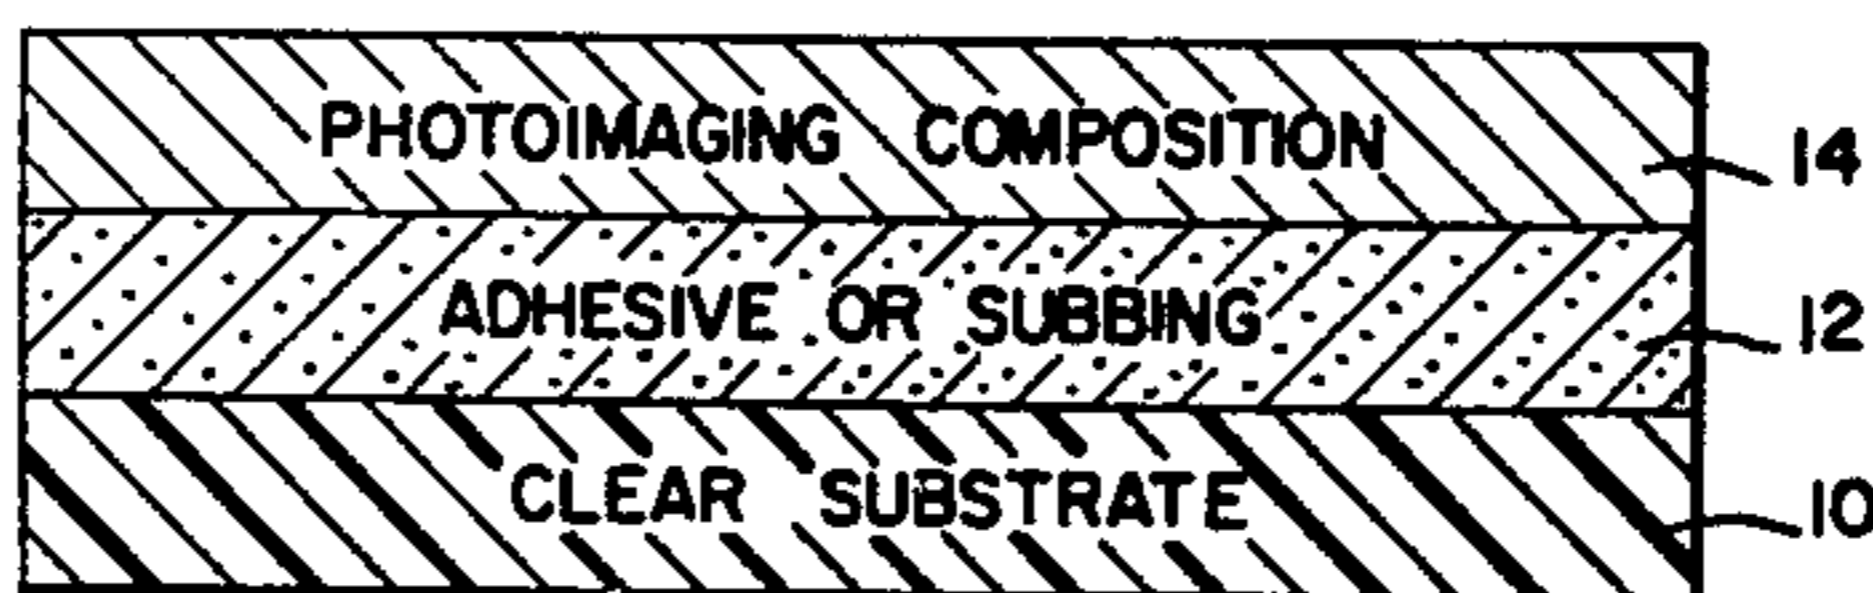 PHOTOIMAGING COMPOSITION 14
ADHESIVE OR SUBBING 12
CLEAR SUBSTRATE 10